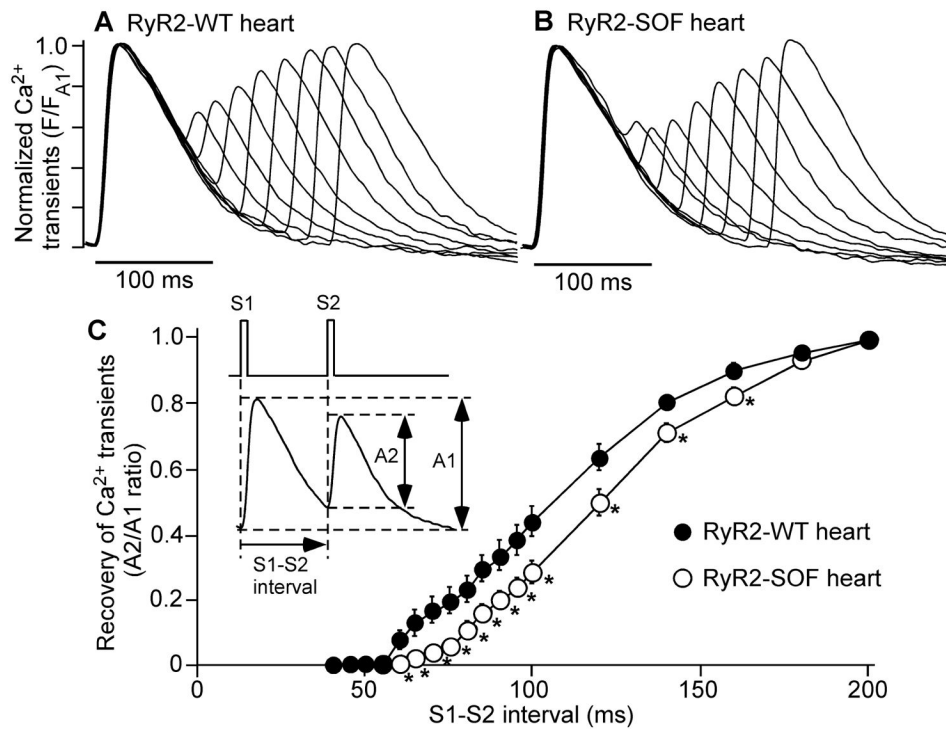 A RyR2-WT heart
B RyR2-SOF heart
Normalized Ca2+
transients (F/FA1)
1.0
100 ms
100 ms
C
S1 S2
A2
A1
S1-S2
interval
Recovery of Ca2+ transients
(A2/A1 ratio)
1.0
0.8
0.6
0.4
0.2
0
RyR2-WT heart
RyR2-SOF heart
* * * * * * * * * * * *
0 50 100 150 200
S1-S2 interval (ms)